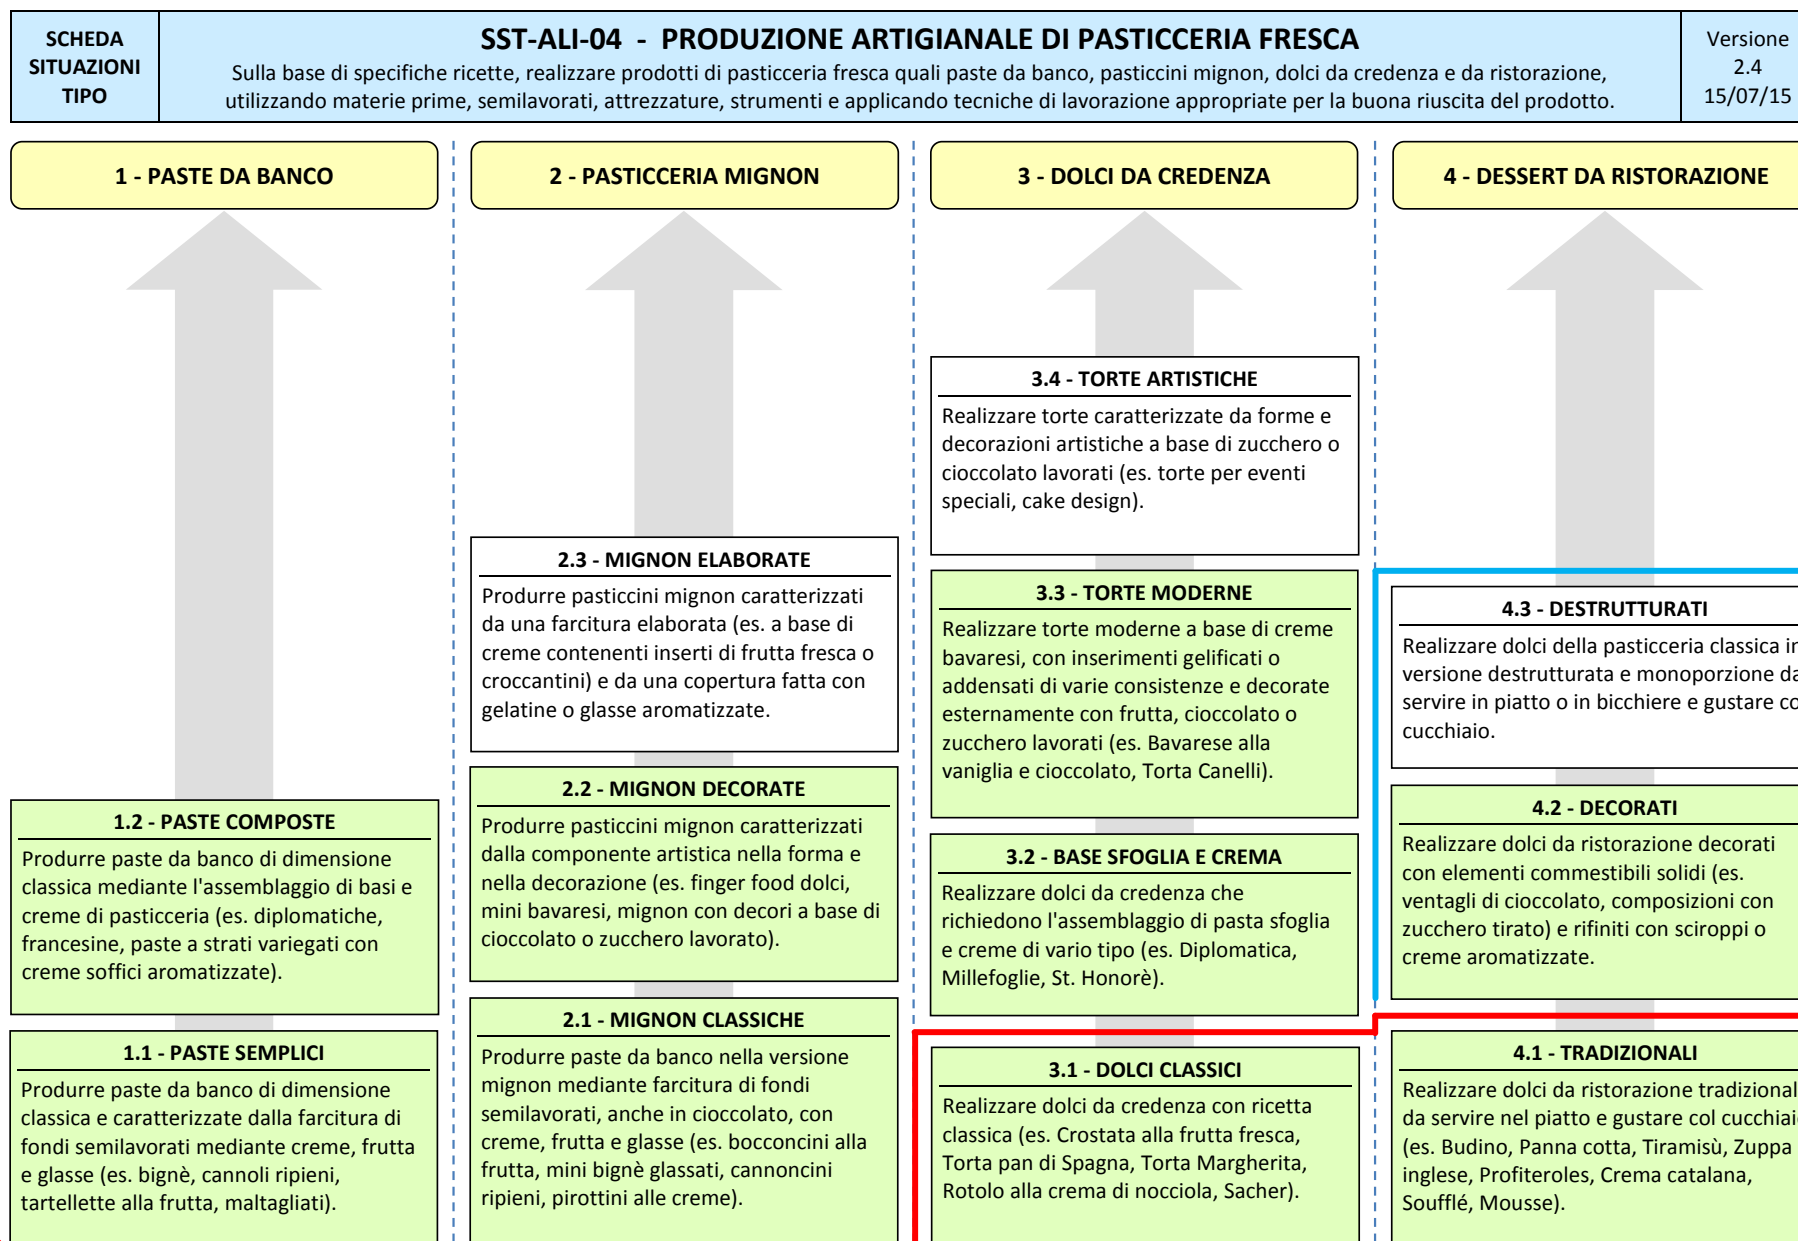 SCHEDA
SITUAZIONI
TIPO
SST-ALI-04 - PRODUZIONE ARTIGIANALE DI PASTICCERIA FRESCA
Sulla base di specifiche ricette, realizzare prodotti di pasticceria fresca quali paste da banco, pasticcini mignon, dolci da credenza e da ristorazione,
utilizzando materie prime, semilavorati, attrezzature, strumenti e applicando tecniche di lavorazione appropriate per la buona riuscita del prodotto.
Versione
2.4
15/07/15
1 - PASTE DA BANCO
1.2 - PASTE COMPOSTE
Produrre paste da banco di dimensione
classica mediante l'assemblaggio di basi e
creme di pasticceria (es. diplomatiche,
francesine, paste a strati variegati con
creme soffici aromatizzate).
1.1 - PASTE SEMPLICI
Produrre paste da banco di dimensione
classica e caratterizzate dalla farcitura di
fondi semilavorati mediante creme, frutta
e glasse (es. bignè, cannoli ripieni,
tartellette alla frutta, maltagliati).
2 - PASTICCERIA MIGNON
2.3 - MIGNON ELABORATE
Produrre pasticcini mignon caratterizzati
da una farcitura elaborata (es. a base di
creme contenenti inserti di frutta fresca o
croccantini) e da una copertura fatta con
gelatine o glasse aromatizzate.
2.2 - MIGNON DECORATE
Produrre pasticcini mignon caratterizzati
dalla componente artistica nella forma e
nella decorazione (es. finger food dolci,
mini bavaresi, mignon con decori a base di
cioccolato o zucchero lavorato).
2.1 - MIGNON CLASSICHE
Produrre paste da banco nella versione
mignon mediante farcitura di fondi
semilavorati, anche in cioccolato, con
creme, frutta e glasse (es. bocconcini alla
frutta, mini bignè glassati, cannoncini
ripieni, pirottini alle creme).
3 - DOLCI DA CREDENZA
3.4 - TORTE ARTISTICHE
Realizzare torte caratterizzate da forme e
decorazioni artistiche a base di zucchero o
cioccolato lavorati (es. torte per eventi
speciali, cake design).
3.3 - TORTE MODERNE
Realizzare torte moderne a base di creme
bavaresi, con inserimenti gelificati o
addensati di varie consistenze e decorate
esternamente con frutta, cioccolato o
zucchero lavorati (es. Bavarese alla
vaniglia e cioccolato, Torta Canelli).
3.2 - BASE SFOGLIA E CREMA
Realizzare dolci da credenza che
richiedono l'assemblaggio di pasta sfoglia
e creme di vario tipo (es. Diplomatica,
Millefoglie, St. Honorè).
3.1 - DOLCI CLASSICI
Realizzare dolci da credenza con ricetta
classica (es. Crostata alla frutta fresca,
Torta pan di Spagna, Torta Margherita,
Rotolo alla crema di nocciola, Sacher).
4 - DESSERT DA RISTORAZIONE
4.3 - DESTRUTTURATI
Realizzare dolci della pasticceria classica in
versione destrutturata e monoporzione da
servire in piatto o in bicchiere e gustare co
cucchiaio.
4.2 - DECORATI
Realizzare dolci da ristorazione decorati
con elementi commestibili solidi (es.
ventagli di cioccolato, composizioni con
zucchero tirato) e rifiniti con sciroppi o
creme aromatizzate.
4.1 - TRADIZIONALI
Realizzare dolci da ristorazione tradizional
da servire nel piatto e gustare col cucchiaio
(es. Budino, Panna cotta, Tiramisù, Zuppa
inglese, Profiteroles, Crema catalana,
Soufflé, Mousse).